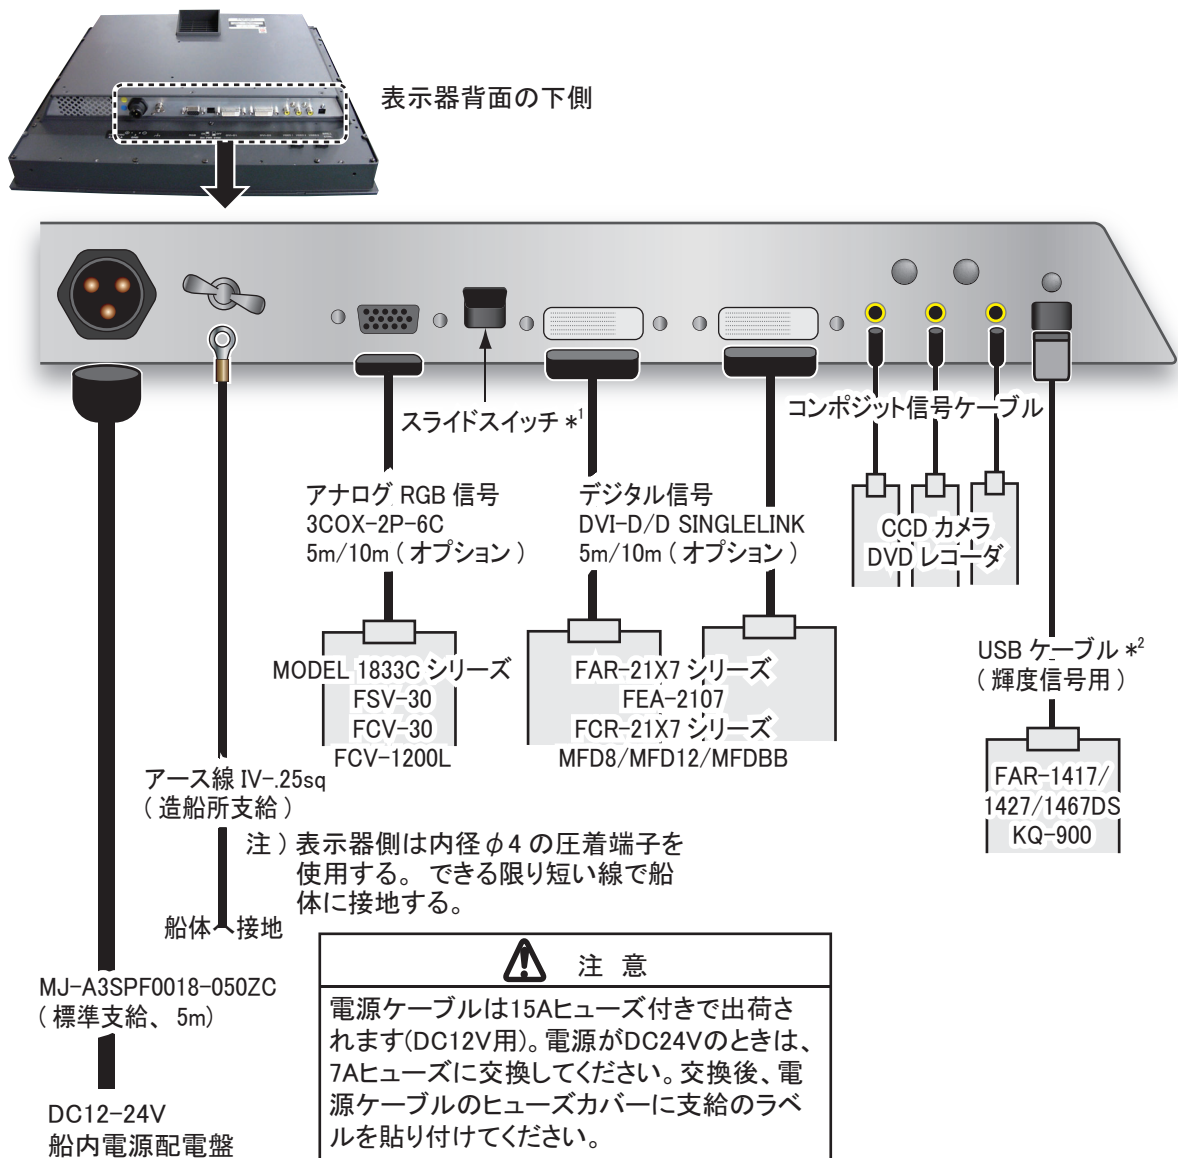 表示器背面の下側
スライドスイッチ *1
コンポジット信号ケーブル
アナログ RGB 信号
3COX-2P-6C
5m/10m ( オプション )
デジタル信号
DVI-D/D SINGLELINK
5m/10m ( オプション )
CCD カメラ
DVD レコーダ
USB ケーブル *2
( 輝度信号用 )
MODEL 1833C シリーズ
FSV-30
FCV-30
FCV-1200L
FAR-21X7 シリーズ
FEA-2107
FCR-21X7 シリーズ
MFD8/MFD12/MFDBB
FAR-1417/
1427/1467DS
KQ-900
アース線 IV-.25sq
( 造船所支給 )
注 ) 表示器側は内径φ4 の圧着端子を
使用する。 できる限り短い線で船
体に接地する。
船体へ接地
MJ-A3SPF0018-050ZC
( 標準支給、 5m)
DC12-24V
船内電源配電盤
注 意
電源ケーブルは15Aヒューズ付きで出荷さ
れます(DC12V用)。電源がDC24Vのときは、
7Aヒューズに交換してください。交換後、電
源ケーブルのヒューズカバーに支給のラベ
ルを貼り付けてください。